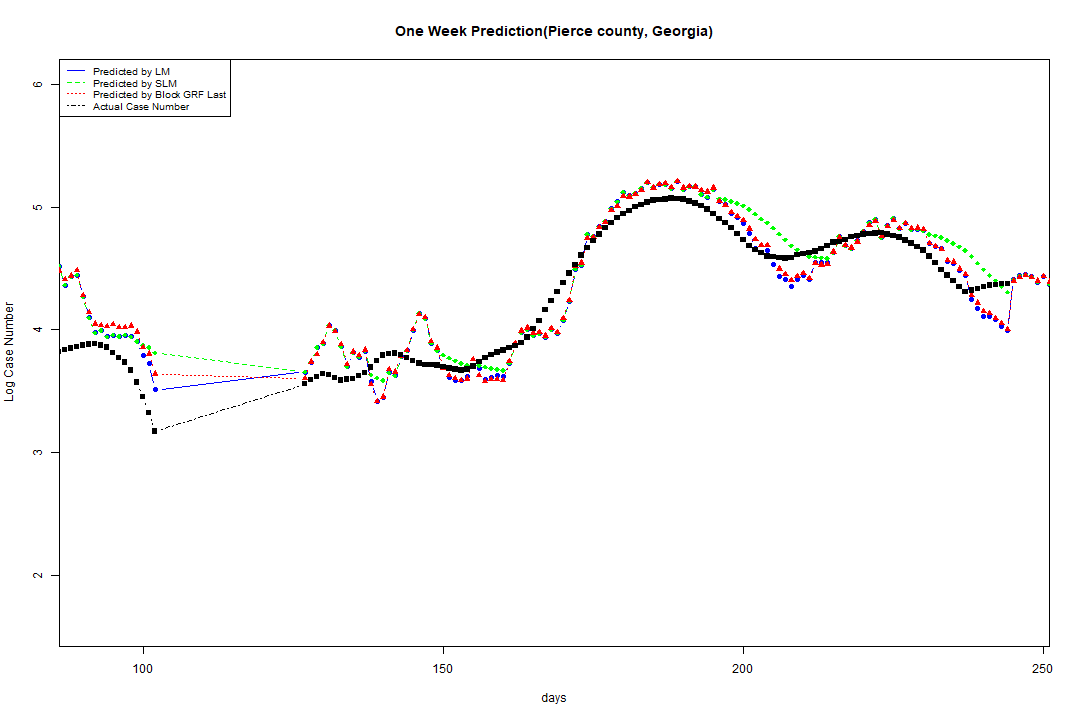 One Week Prediction(Pierce county, Georgia)
Predicted by LM
Predicted by SLM
Predicted by Block GRF Last
Actual Case Number
6
5
4
3
2
Log Case Number
100
150
200
250
days